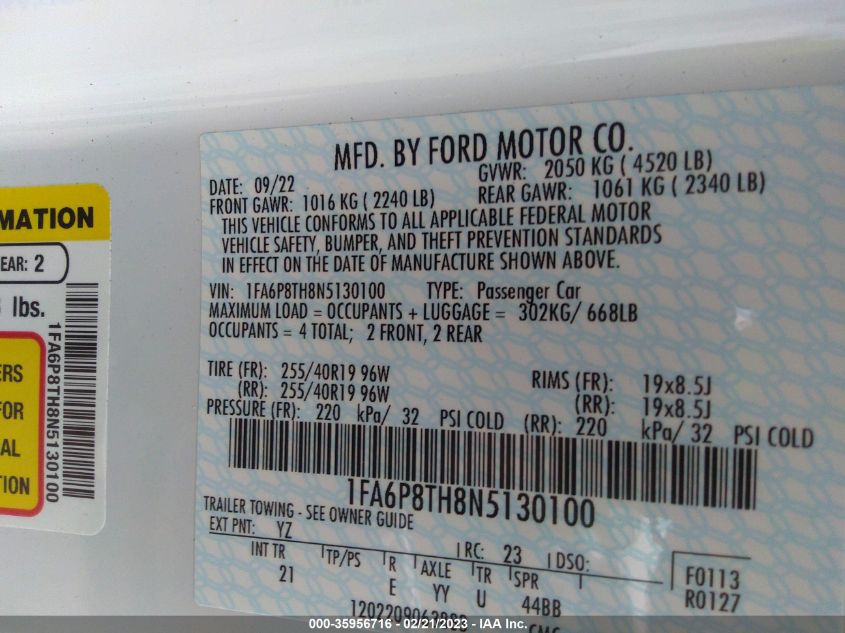 MFD. BY FORD MOTOR CO.
DATE: 09/22 GVWR: 2050 KG ( 4520 LB)
FRONT GAWR: 1016 KG ( 2240 LB) REAR GAWR: 1061 KG ( 2340 LB)
THIS VEHICLE CONFORMS TO ALL APPLICABLE FEDERAL MOTOR
VEHICLE SAFETY, BUMPER, AND THEFT PREVENTION STANDARDS
IN EFFECT ON THE DATE OF MANUFACTURE SHOWN ABOVE.
VIN: 1FA6P8TH8N5130100 TYPE: Passenger Car
MAXIMUM LOAD = OCCUPANTS + LUGGAGE = 302KG/ 668LB
OCCUPANTS = 4 TOTAL; 2 FRONT, 2 REAR
TIRE (FR): 255/40R19 96W RIMS (FR): 19x8.5J
(RR): 255/40R19 96W (RR): 19x8.5J
PRESSURE (FR): 220 kPa/ 32 PSI COLD (RR): 220 kPa/ 32 PSI COLD
1FA6P8TH8N5130100
TRAILER TOWING - SEE OWNER GUIDE
EXT PNT: YZ RC: 23 DSO:
INT TR TP/PS R AXLE TR SPR F0113
21 E YY U 44BB R0127
MATION
EAR: 2
lbs.
1FA6P8TH8N5130100
ERS
FOR
AL
TION
000-35956716 - 02/21/2023 - IAA Inc.